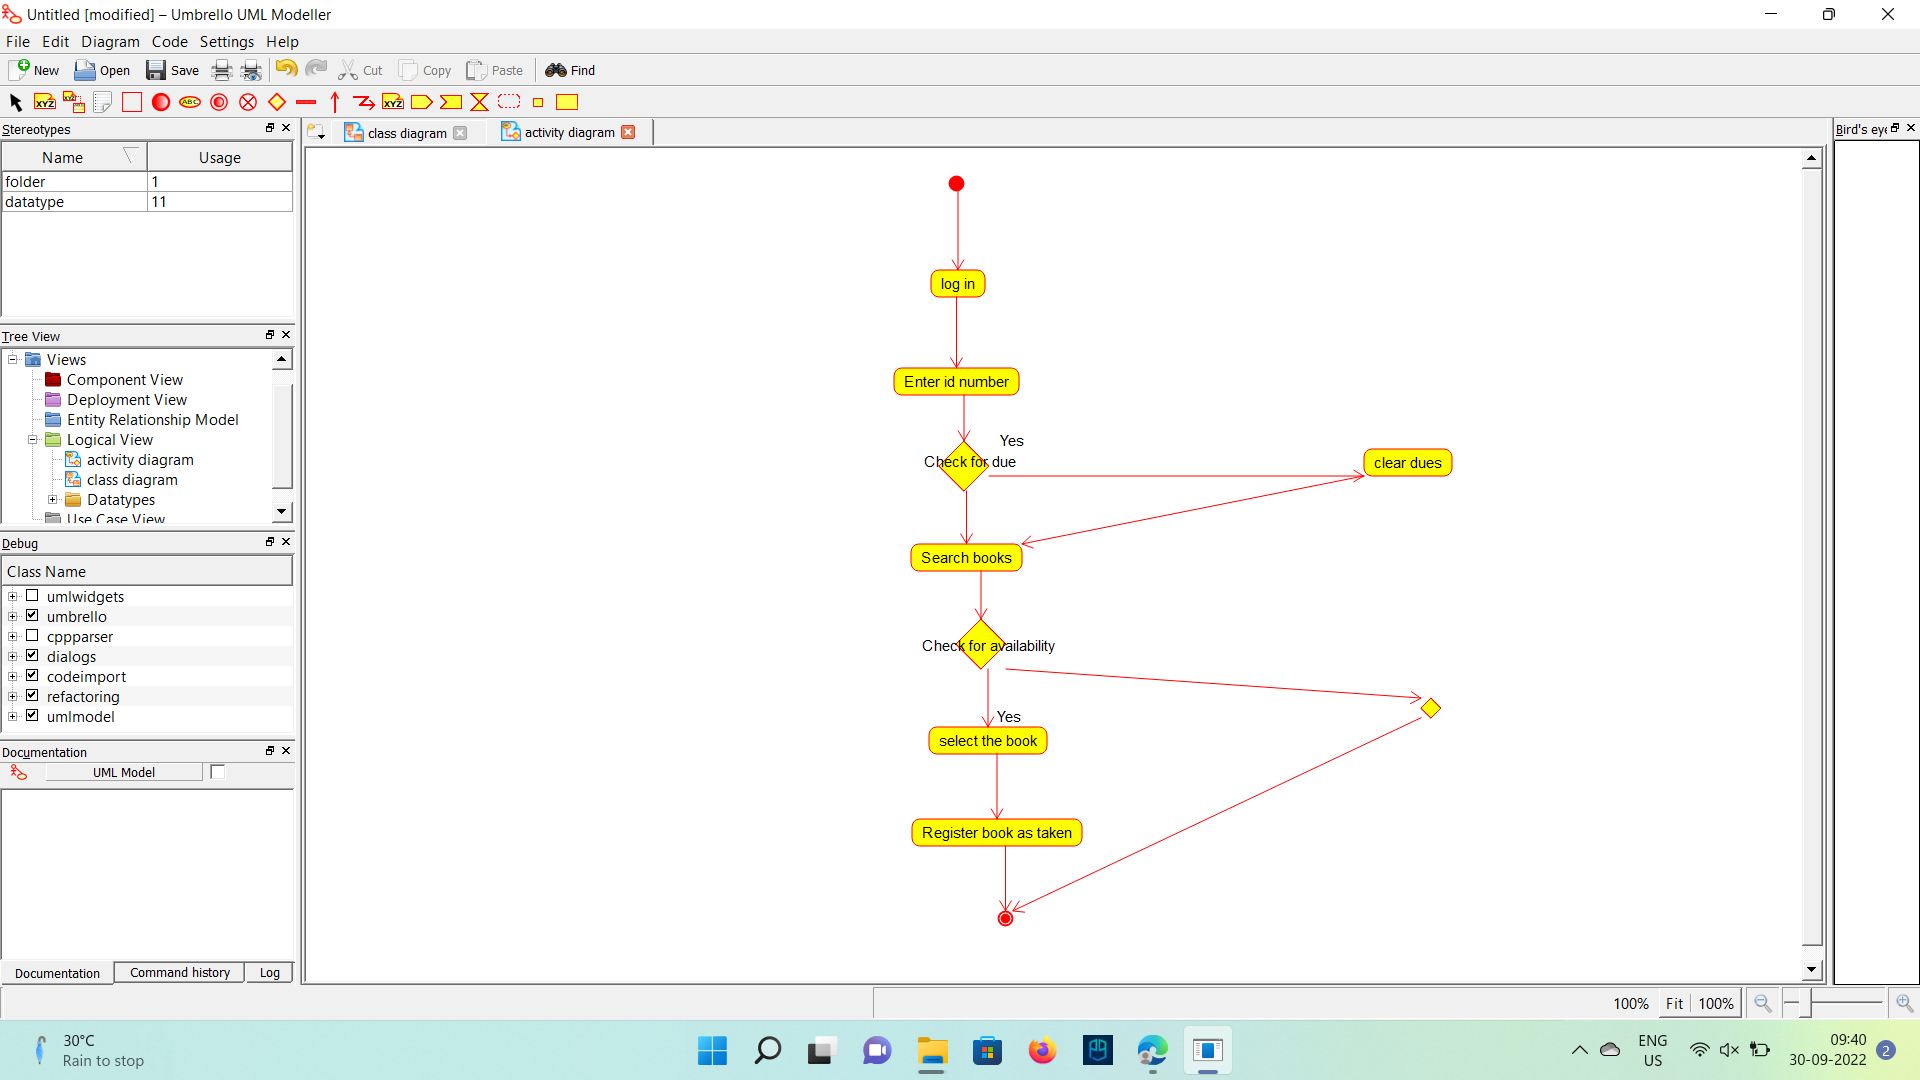 Untitled [modified] – Umbrello UML Modeller
File Edit Diagram Code Settings Help
New Open Save Cut Copy Paste Find
XYZ XYZ ABC XYZ
Stereotypes
class diagram activity diagram
Bird's eye
Name Usage
folder 1
datatype 11
Tree View
Views
Component View
Deployment View
Entity Relationship Model
Logical View
activity diagram
class diagram
Datatypes
Use Case View
Debug
Class Name
umlwidgets
umbrello
cppparser
dialogs
codeimport
refactoring
umlmodel
Documentation
UML Model
Documentation Command history Log
log in
Enter id number
Yes
Check for due
clear dues
Search books
Check for availability
Yes
select the book
Register book as taken
100% Fit 100%
30°C
Rain to stop
ENG
US
09:40
30-09-2022
2